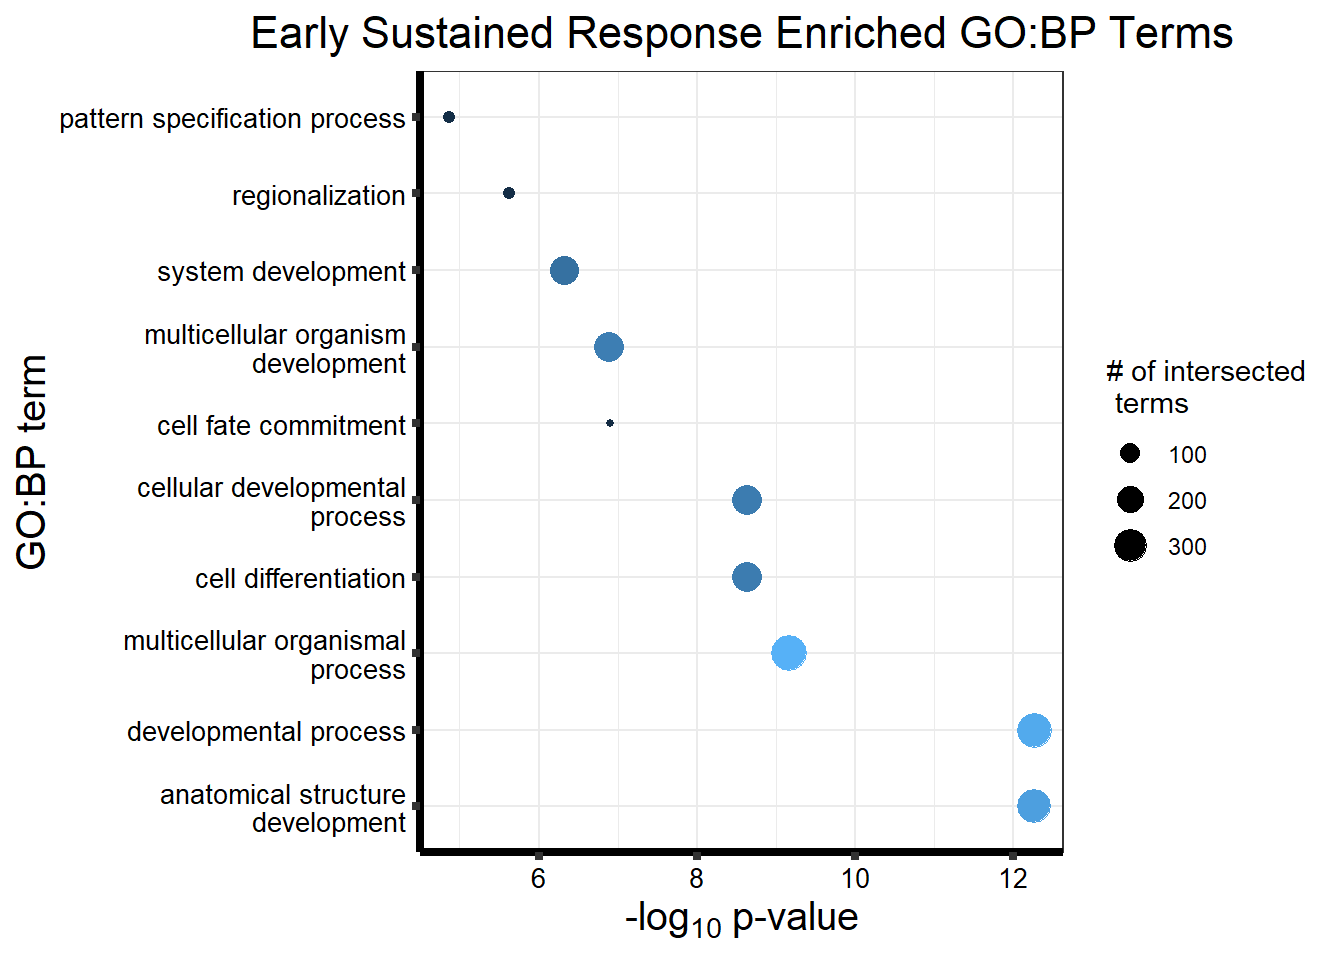 Early Sustained Response Enriched GO:BP Terms
GO:BP term
pattern specification process
regionalization
system development
multicellular organism
development
cell fate commitment
cellular developmental
process
cell differentiation
multicellular organismal
process
developmental process
anatomical structure
development
6 8 10 12
-log10 p-value
# of intersected
terms
100
200
300